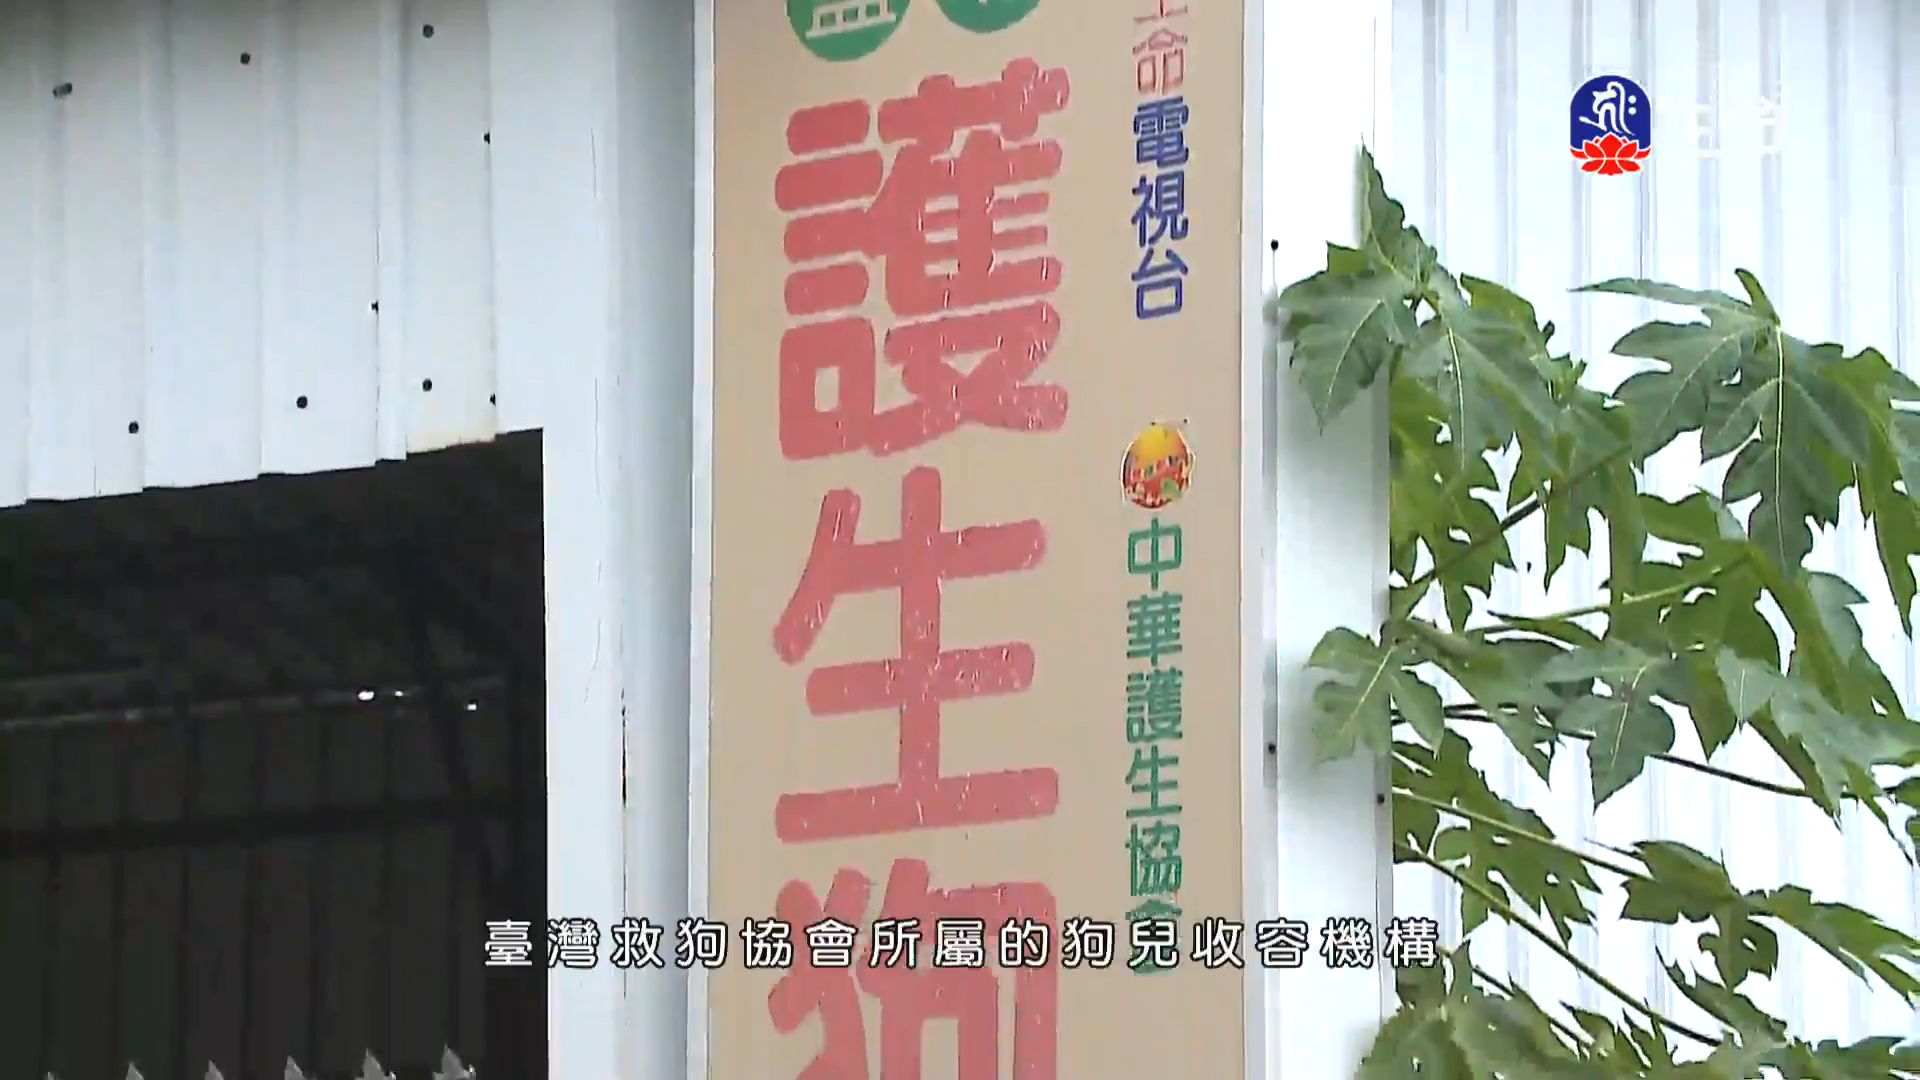 命電視台
中華護生協會
護生狗
臺灣救狗協會所屬的狗兒收容機構